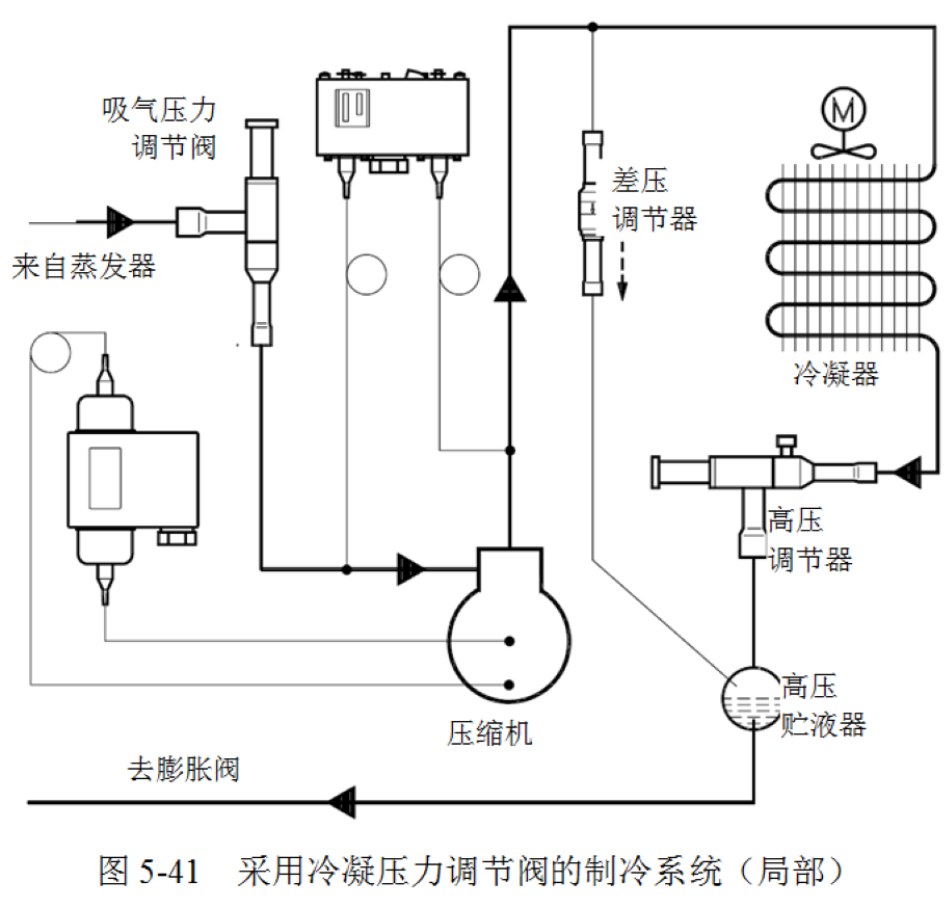 吸气压力
调节阀
M
差压
调节器
来自蒸发器
冷凝器
高压
调节器
高压
贮液器
压缩机
去膨胀阀
图 5-41 采用冷凝压力调节阀的制冷系统（局部）